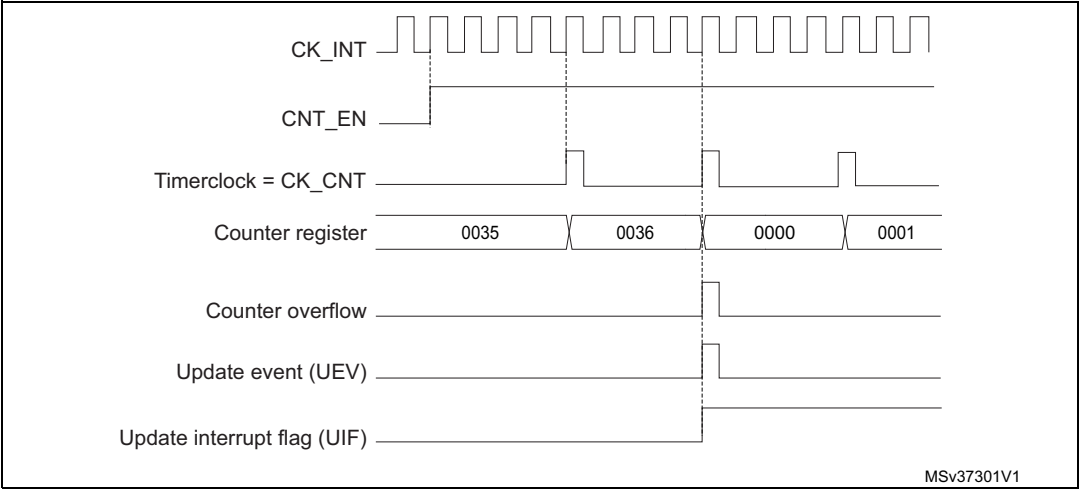 CK_INT
CNT_EN
Timerclock = CK_CNT
Counter register 0035 0036 0000 0001
Counter overflow
Update event (UEV)
Update interrupt flag (UIF)
MSv37301V1